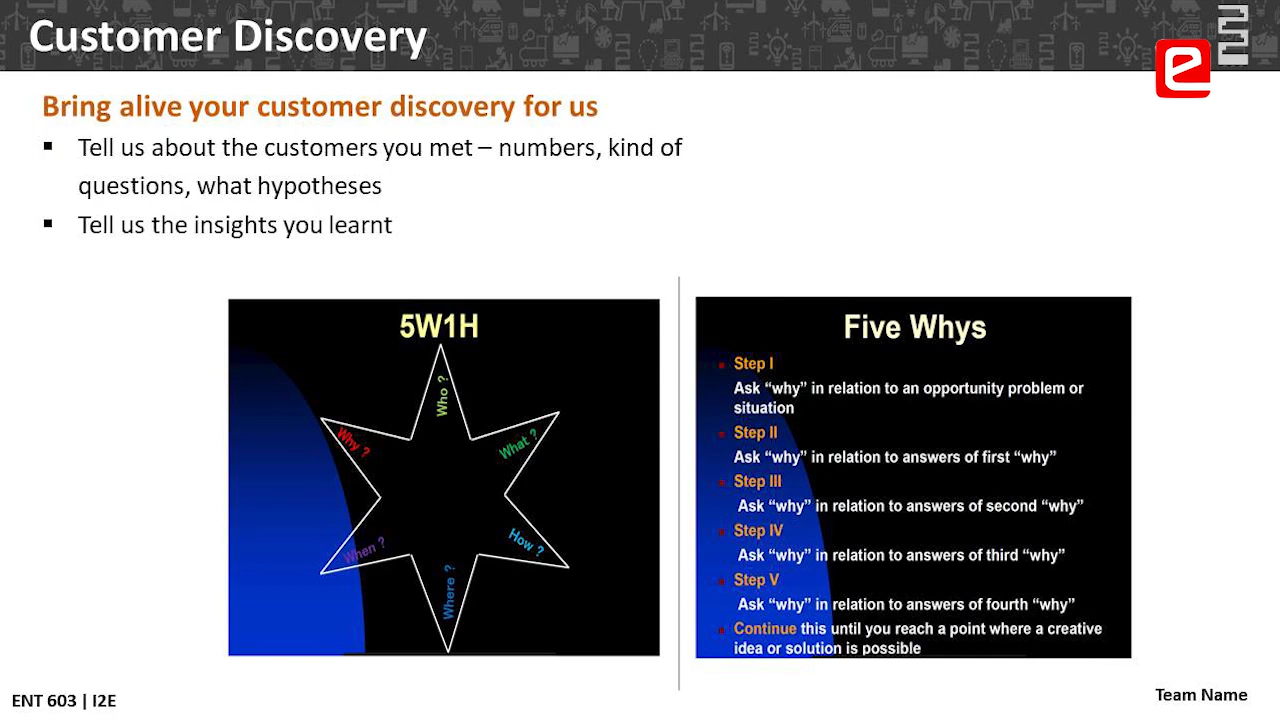 Customer Discovery
e
Bring alive your customer discovery for us
Tell us about the customers you met – numbers, kind of
questions, what hypotheses
Tell us the insights you learnt
5W1H
Who ?
What ?
How ?
Where ?
When ?
Why ?
Five Whys
Step I
Ask “why” in relation to an opportunity problem or
situation
Step II
Ask “why” in relation to answers of first “why”
Step III
Ask “why” in relation to answers of second “why”
Step IV
Ask “why” in relation to answers of third “why”
Step V
Ask “why” in relation to answers of fourth “why”
Continue this until you reach a point where a creative
idea or solution is possible
ENT 603 | I2E
Team Name